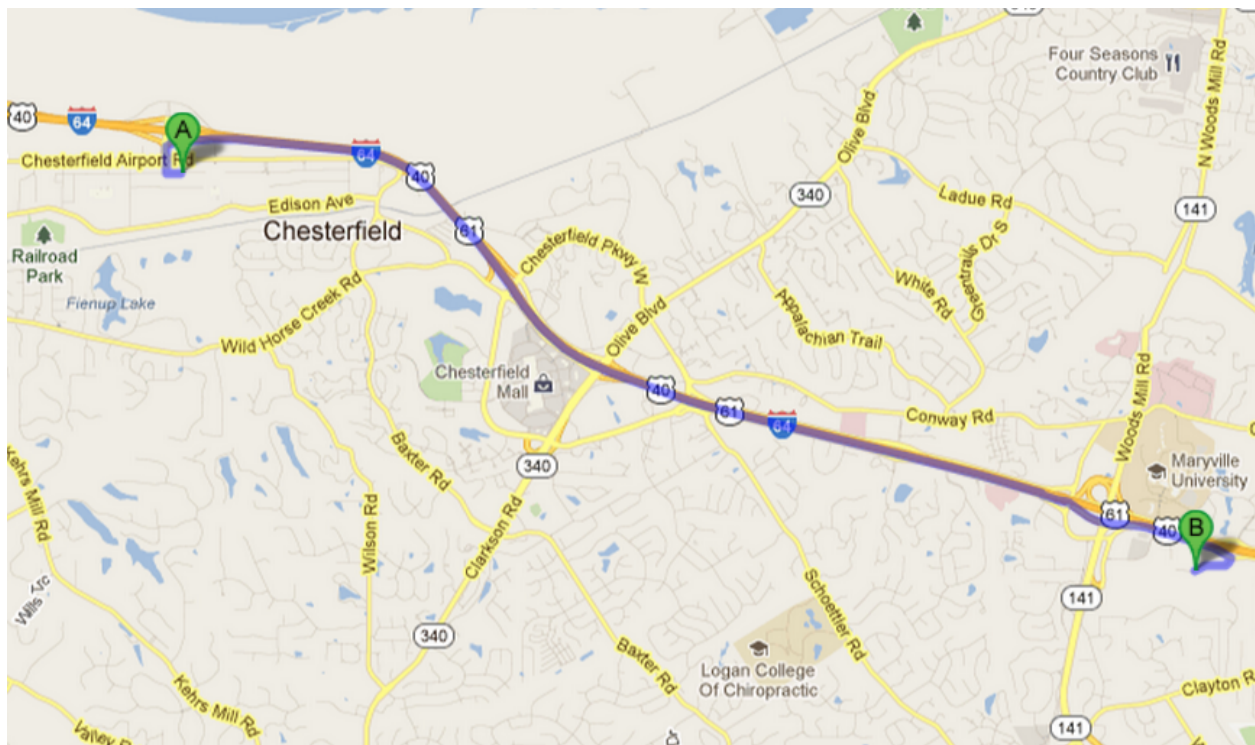 Four Seasons
Country Club
N Woods Mill Rd
Olive Blvd
40
64
A
Chesterfield Airport Rd
64
40
340
Ladue Rd
141
Edison Ave
Chesterfield
61
Railroad
Park
Fienup Lake
Chesterfield Pkwy W
Greentrails Dr S
White Rd
Appalachian Trail
Wild Horse Creek Rd
Olive Blvd
Chesterfield
Mall
40
61
64
Conway Rd
Woods Mill Rd
Baxter Rd
340
Maryville
University
Kehrs Mill Rd
Wilson Rd
Clarkson Rd
61
40
B
Schoettler Rd
141
340
Baxter Rd
Logan College
Of Chiropractic
Clayton R
Kehrs Mill Rd
141